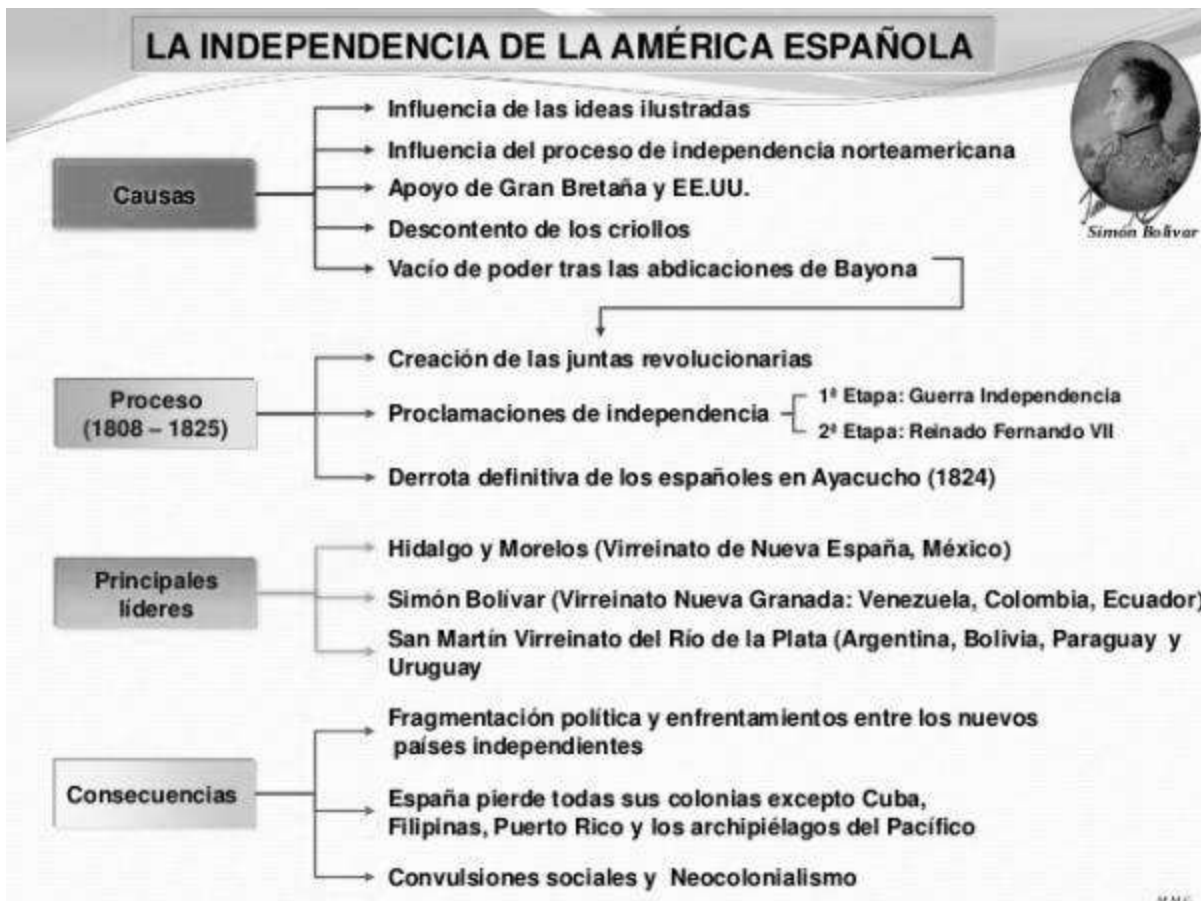 LA INDEPENDENCIA DE LA AMÉRICA ESPAÑOLA
Simón Bolívar
Causas
Influencia de las ideas ilustradas
Influencia del proceso de independencia norteamericana
Apoyo de Gran Bretaña y EE.UU.
Descontento de los criollos
Vacío de poder tras las abdicaciones de Bayona
Proceso
(1808 – 1825)
Creación de las juntas revolucionarias
Proclamaciones de independencia
1ª Etapa: Guerra Independencia
2ª Etapa: Reinado Fernando VII
Derrota definitiva de los españoles en Ayacucho (1824)
Principales
líderes
Hidalgo y Morelos (Virreinato de Nueva España, México)
Simón Bolívar (Virreinato Nueva Granada: Venezuela, Colombia, Ecuador)
San Martín Virreinato del Río de la Plata (Argentina, Bolivia, Paraguay y
Uruguay
Consecuencias
Fragmentación política y enfrentamientos entre los nuevos
países independientes
España pierde todas sus colonias excepto Cuba,
Filipinas, Puerto Rico y los archipiélagos del Pacífico
Convulsiones sociales y Neocolonialismo